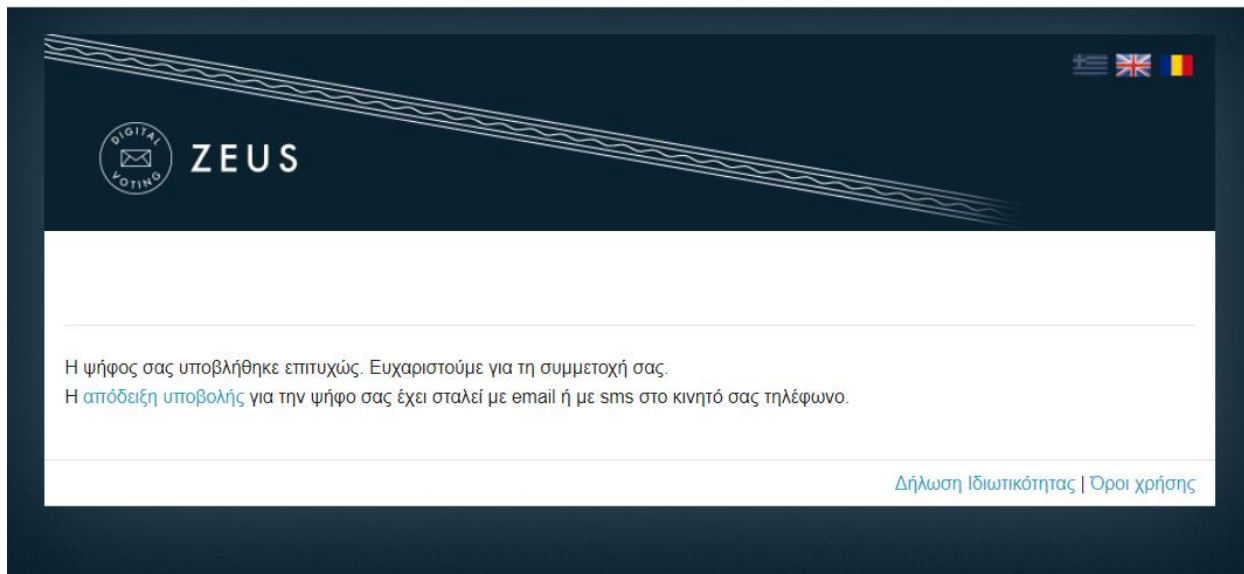 DIGITAL VOTING
ZEUS
Η ψήφος σας υποβλήθηκε επιτυχώς. Ευχαριστούμε για τη συμμετοχή σας.
Η απόδειξη υποβολής για την ψήφο σας έχει σταλεί με email ή με sms στο κινητό σας τηλέφωνο.
Δήλωση Ιδιωτικότητας | Όροι χρήσης